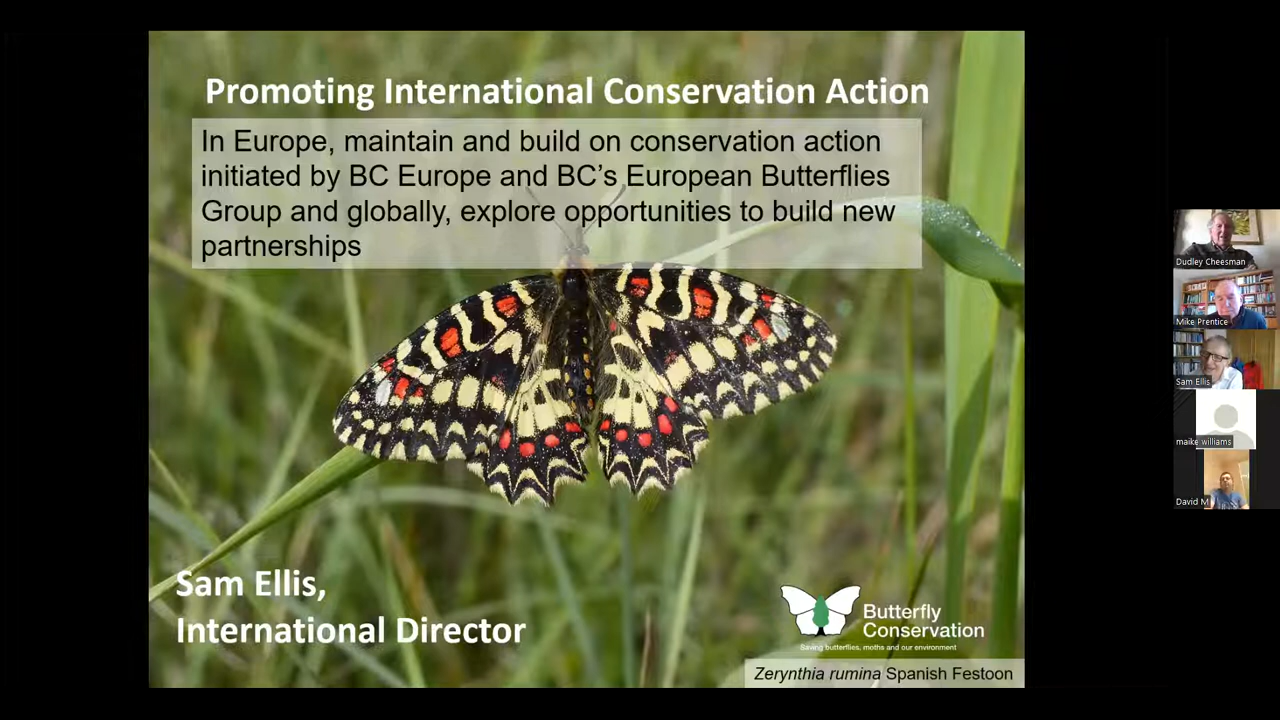 Promoting International Conservation Action
In Europe, maintain and build on conservation action
initiated by BC Europe and BC’s European Butterflies
Group and globally, explore opportunities to build new
partnerships
Sam Ellis,
International Director
Butterfly
Conservation
Saving butterflies, moths and our environment
Zerynthia rumina Spanish Festoon
Dudley Cheesman
Mike Prentice
Sam Ellis
maike williams
David M